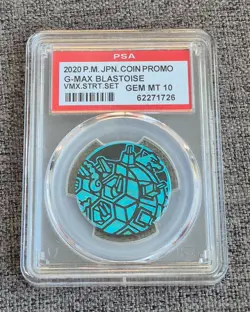 PSA
2020 P.M. JPN. COIN PROMO
G-MAX BLASTOISE
VMX.STRT.SET GEM MT 10
62271726